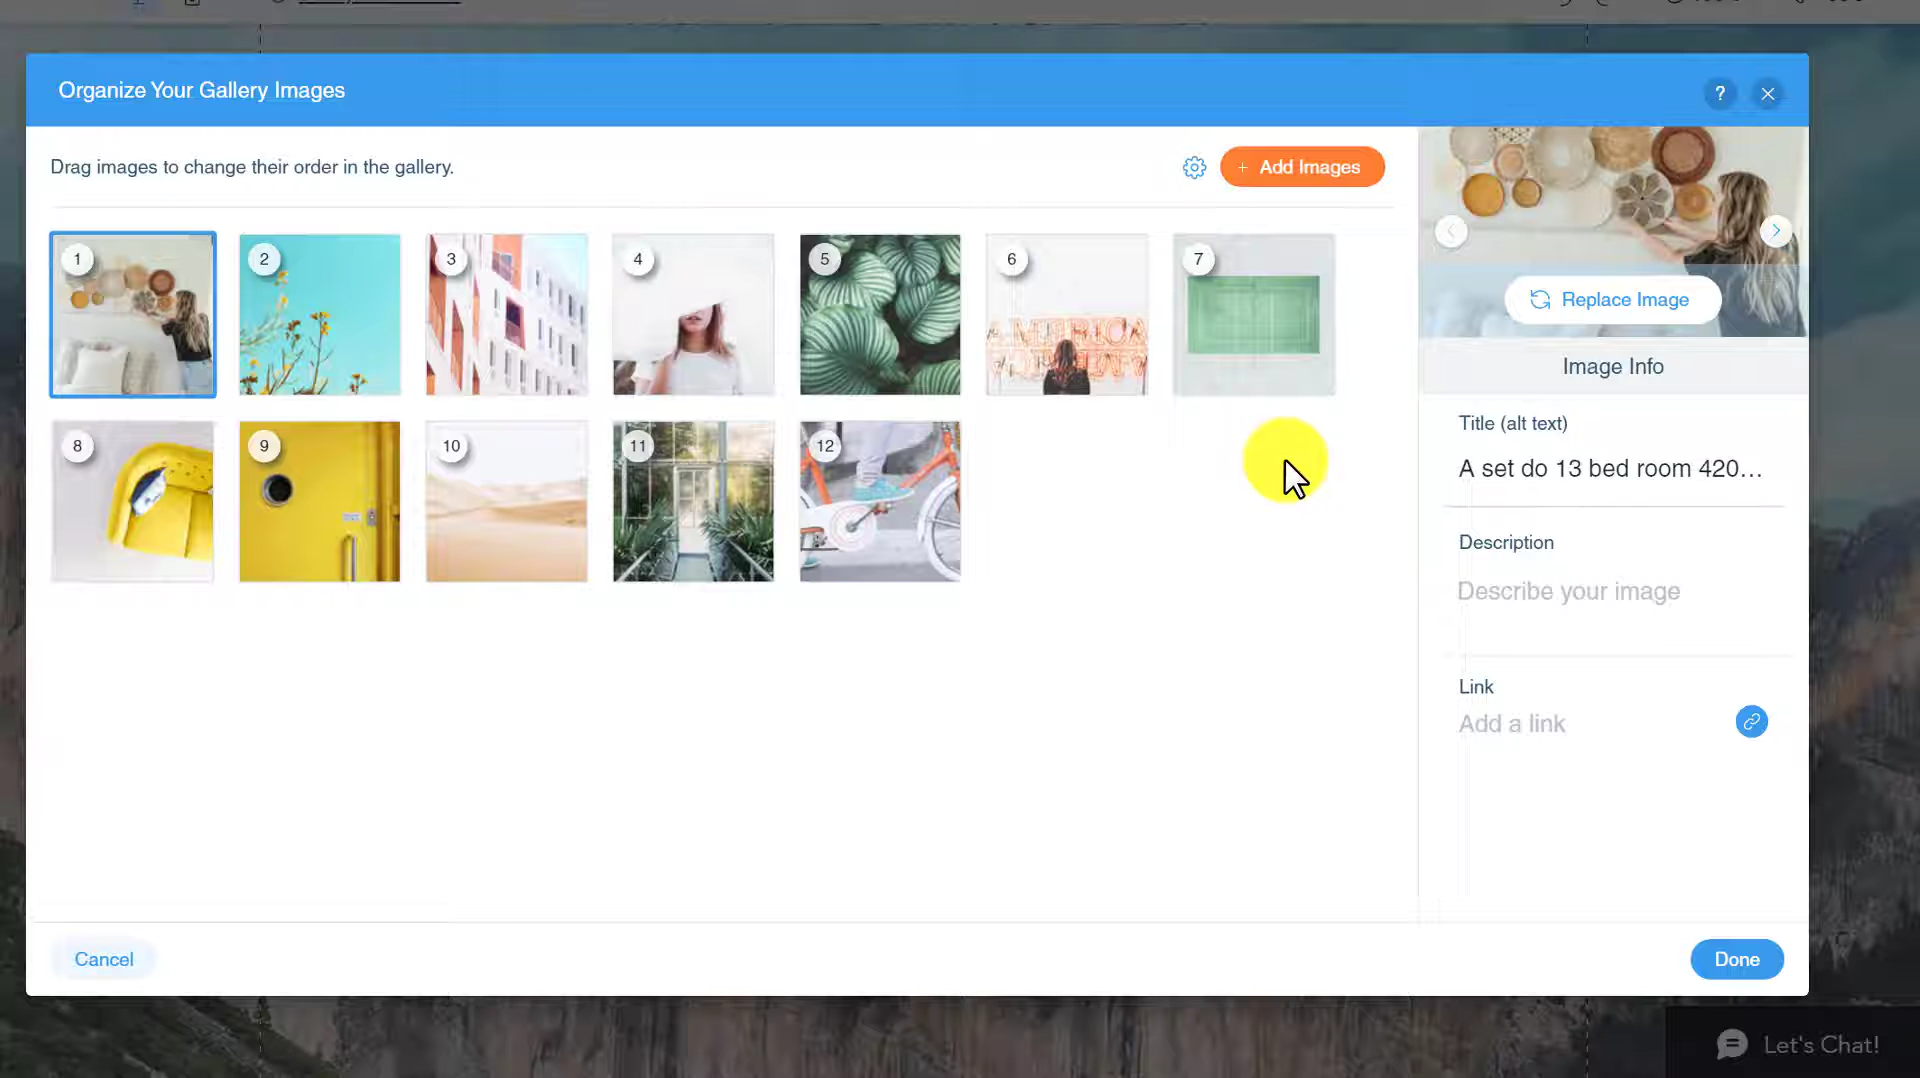 Organize Your Gallery Images
?
Drag images to change their order in the gallery.
+ Add Images
1
2
3
4
5
6
7
Replace Image
Image Info
Title (alt text)
A set do 13 bed room 420...
8
9
10
11
12
Description
Describe your image
Link
Add a link
Cancel
Done
Let's Chat!